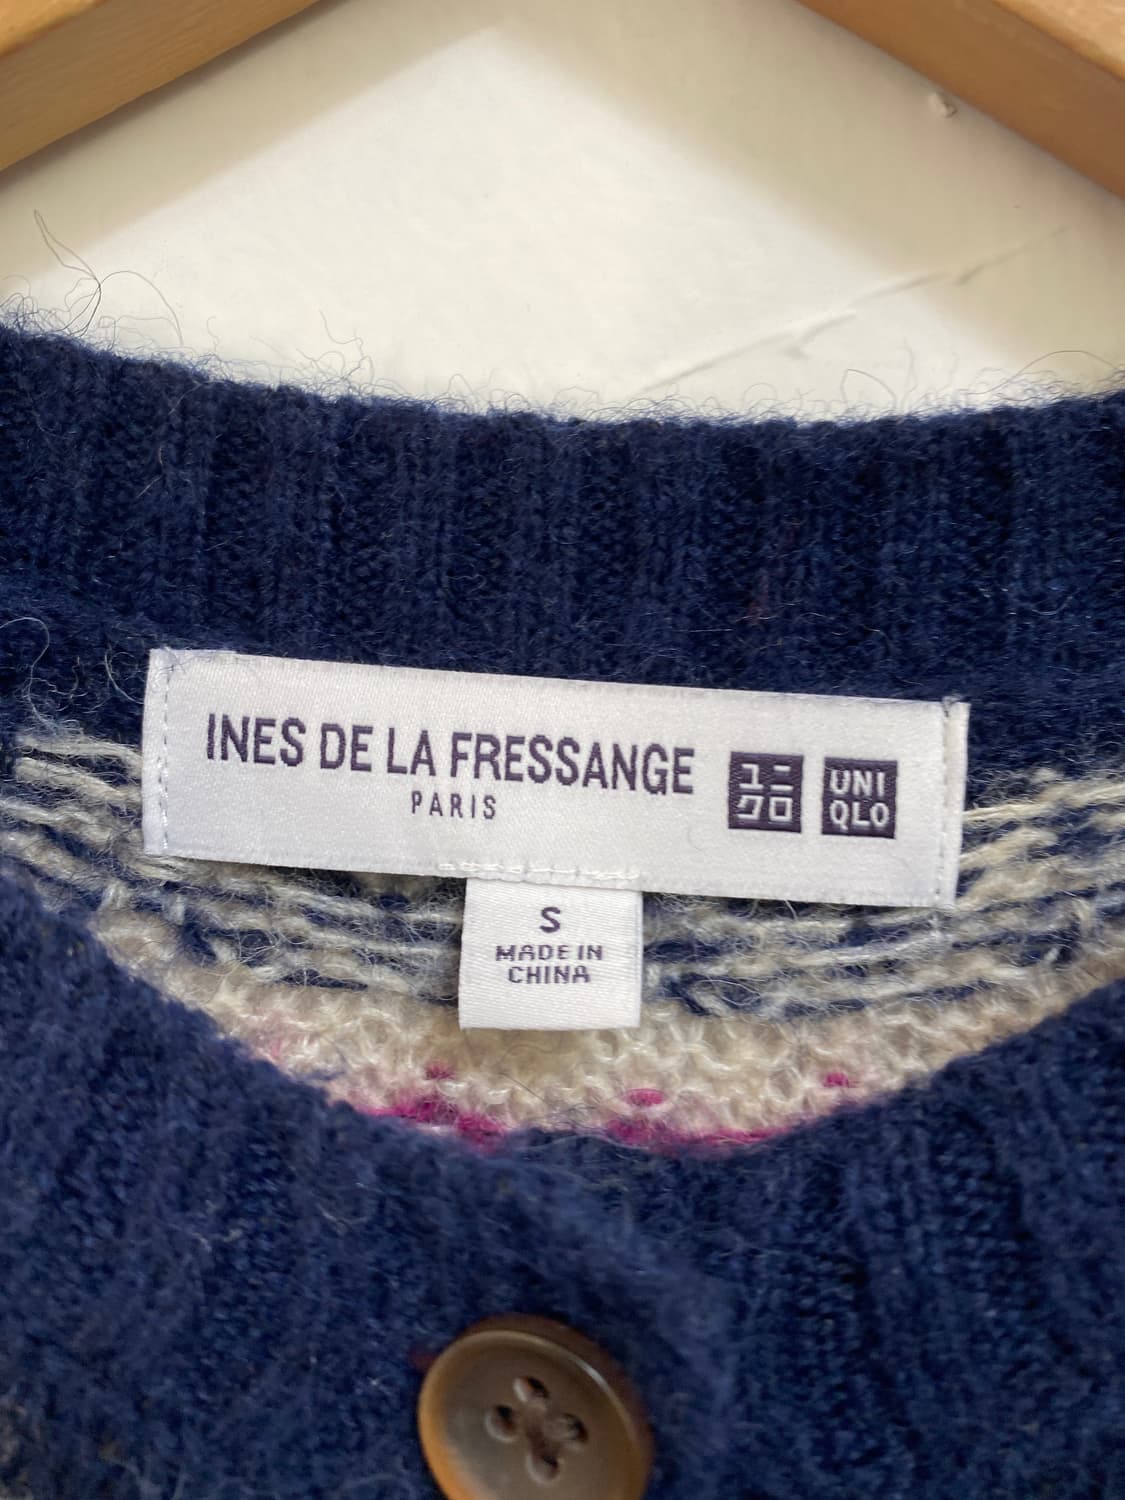 INES DE LA FRESSANGE
PARIS
ユニ
クロ
UNI
QLO
S
MADE IN
CHINA